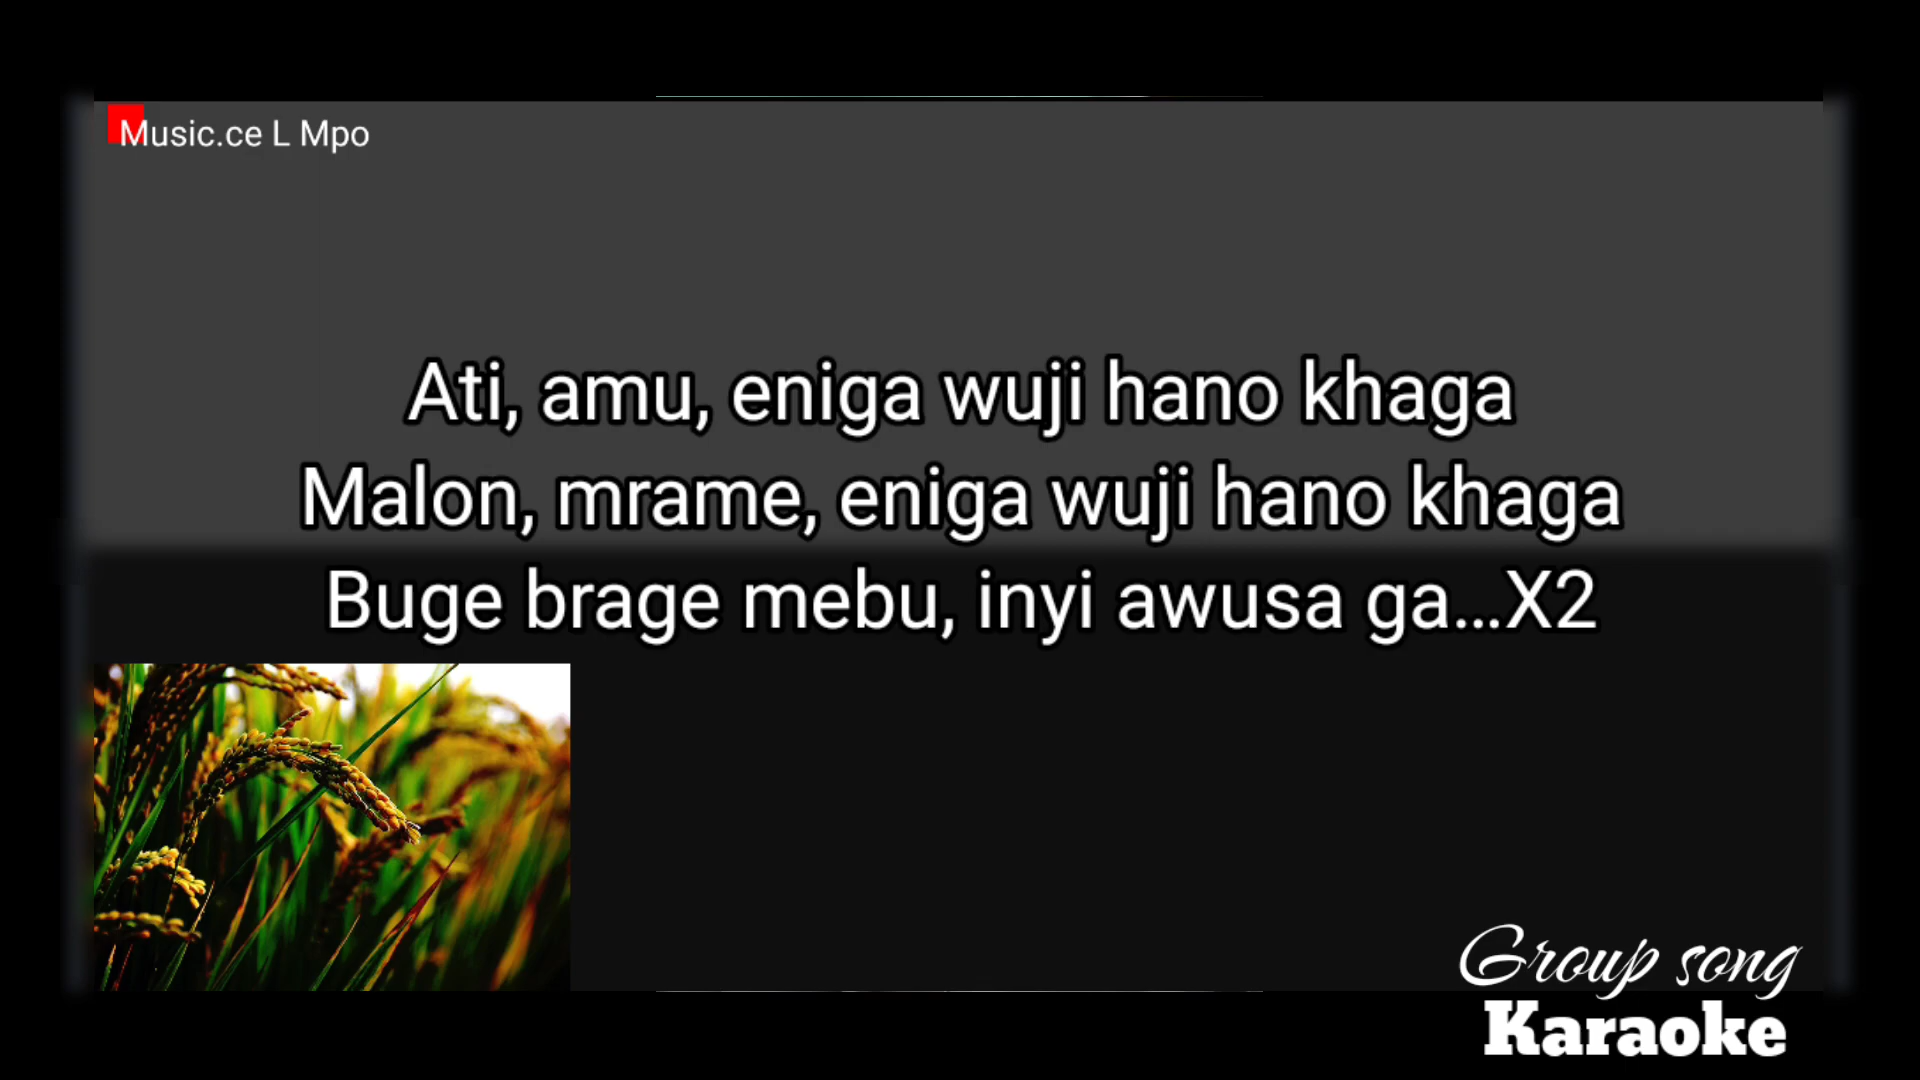 Music.ce L Mpo
Ati, amu, eniga wuji hano khaga
Malon, mrame, eniga wuji hano khaga
Buge brage mebu, inyi awusa ga...X2
Group song
Karaoke